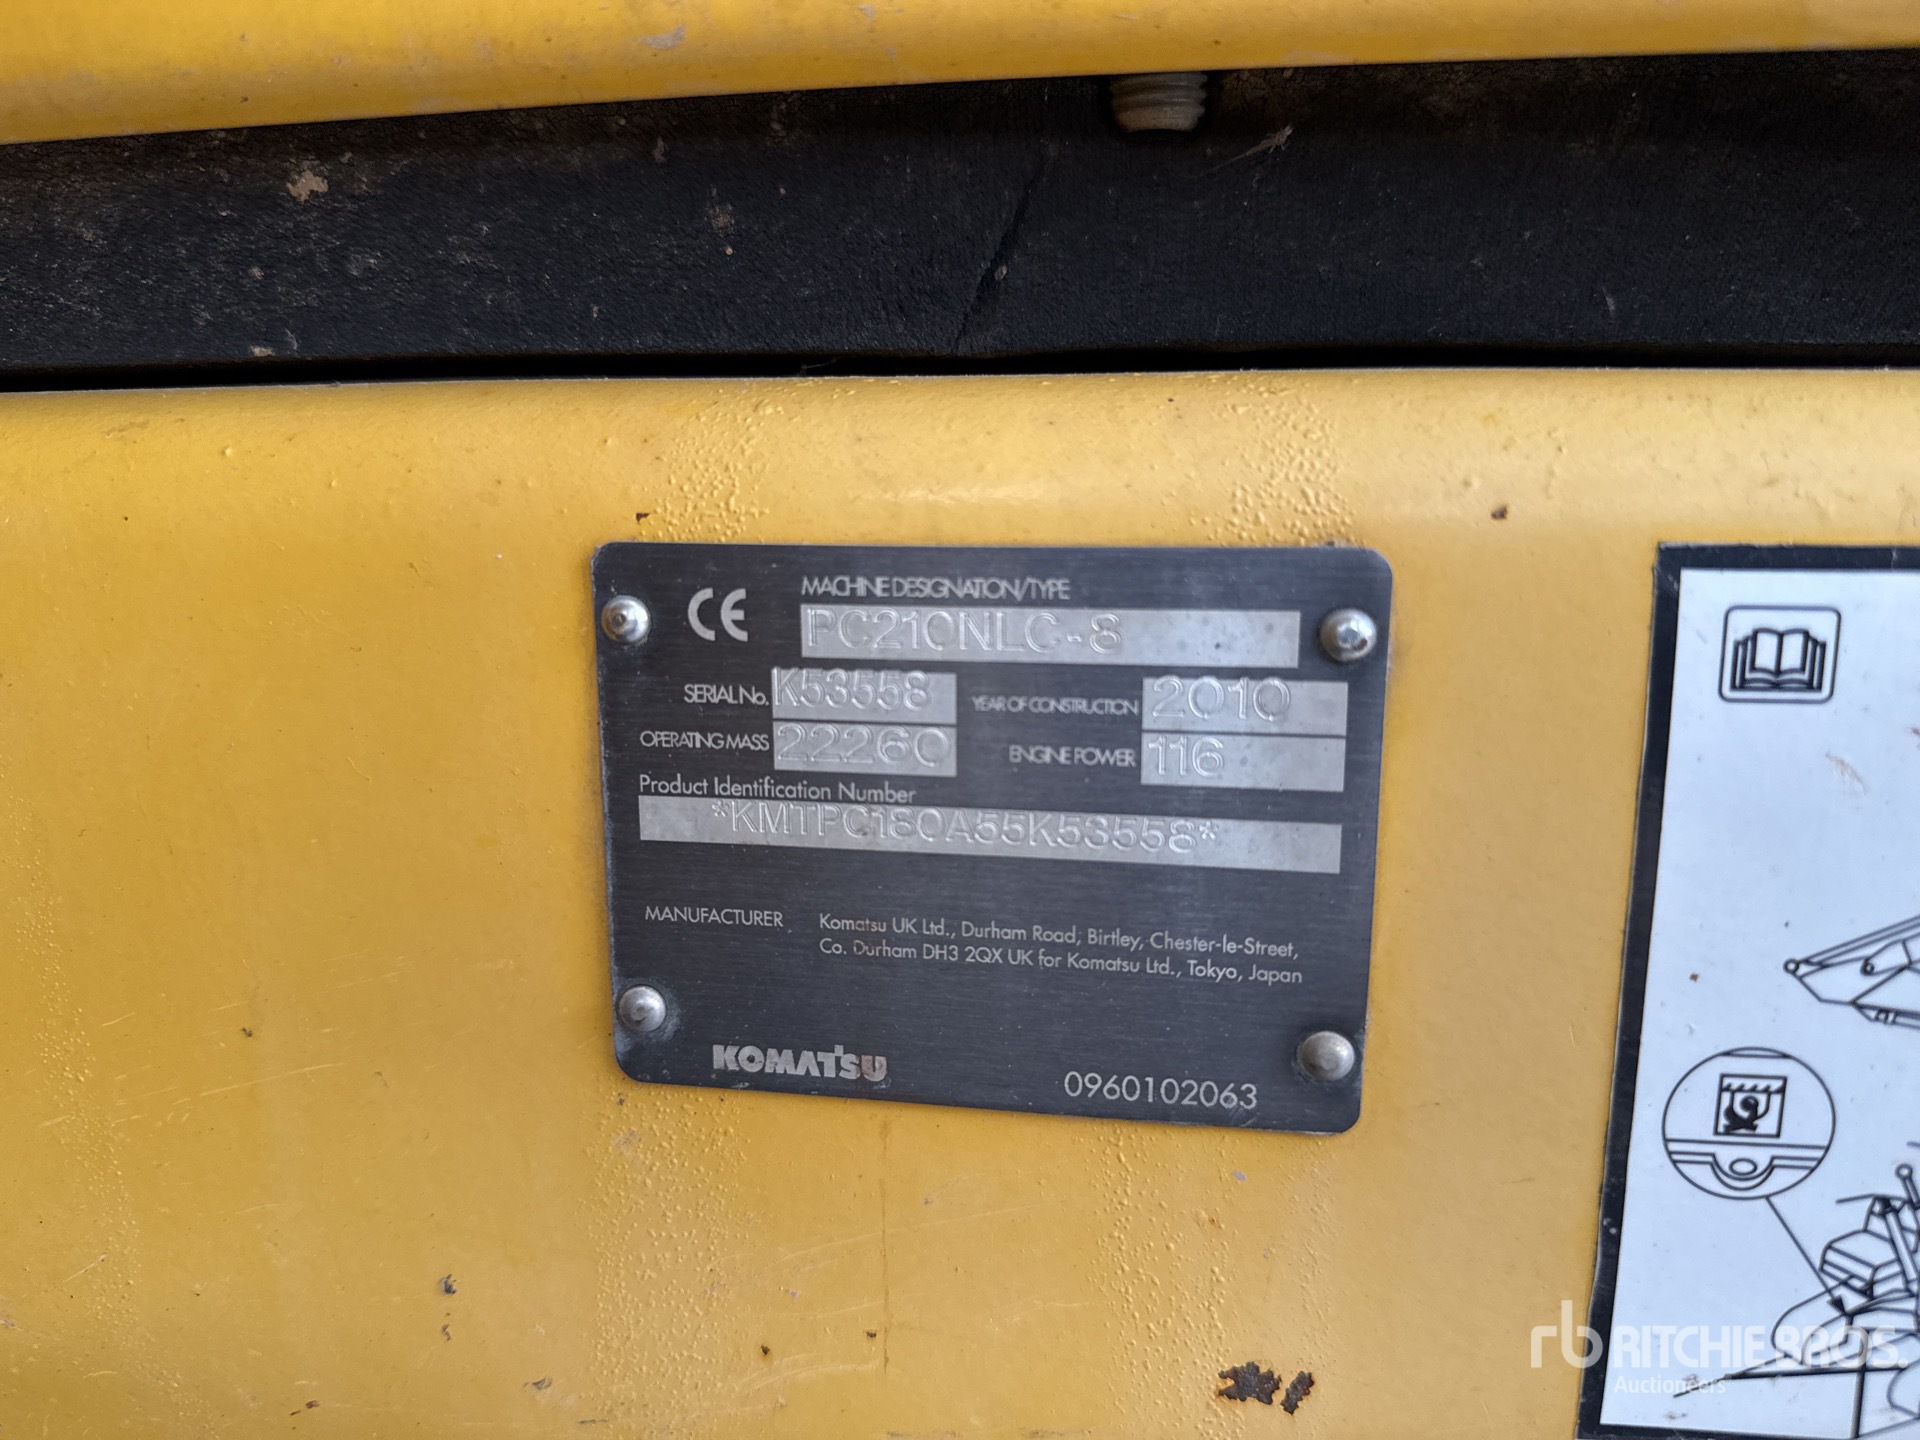 CE
MACHINE DESIGNATION/TYPE
PC210NLC-8
SERIAL No. K53558
YEAR OF CONSTRUCTION 2010
OPERATING MASS 22260
ENGINE POWER 116
Product Identification Number
*KMTPC180A55K53558*
MANUFACTURER Komatsu UK Ltd., Durham Road, Birtley, Chester-le-Street,
Co. Durham DH3 2QX UK for Komatsu Ltd., Tokyo, Japan
KOMATSU
0960102063
rb RITCHIE BROS.
Auctioneers